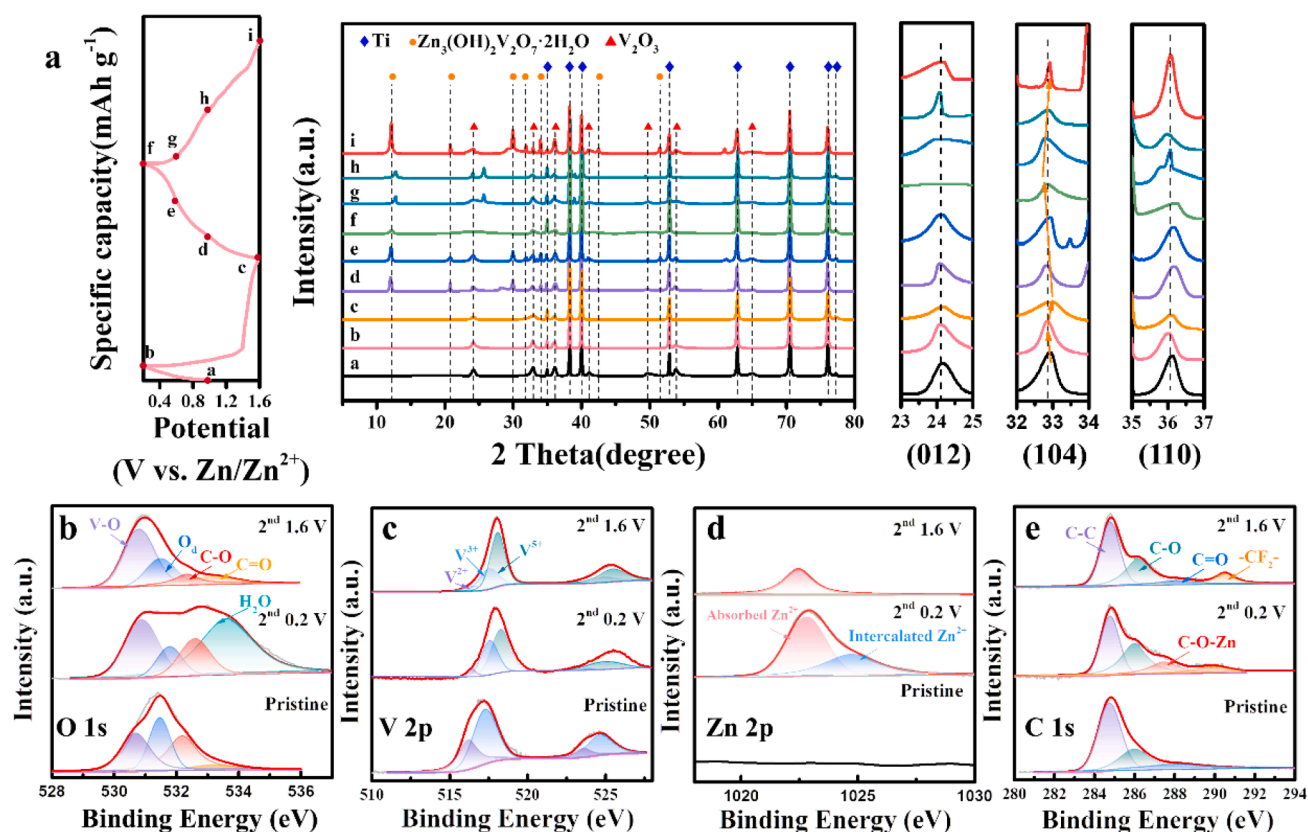 a
Specific capacity(mAh g⁻¹)
i
h
g
f
e
d
c
b
a
0.4 0.8 1.2 1.6
Potential
(V vs. Zn/Zn²⁺)
Intensity(a.u.)
Ti
Zn₃(OH)₂V₂O₇·2H₂O
V₂O₃
i
h
g
f
e
d
c
b
a
10 20 30 40 50 60 70 80
2 Theta(degree)
23 24 25
(012)
32 33 34
(104)
35 36 37
(110)
b
V-O
O_d
C-O
C=O
2ⁿᵈ 1.6 V
H₂O
2ⁿᵈ 0.2 V
Pristine
O 1s
Intensity (a.u.)
528 530 532 534 536
Binding Energy (eV)
c
V²⁺
V³⁺
V⁵⁺
2ⁿᵈ 1.6 V
2ⁿᵈ 0.2 V
Pristine
V 2p
Intensity (a.u.)
510 515 520 525
Binding Energy (eV)
d
2ⁿᵈ 1.6 V
2ⁿᵈ 0.2 V
Absorbed Zn²⁺
Intercalated Zn²⁺
Pristine
Zn 2p
Intensity (a.u.)
1020 1025 1030
Binding Energy (eV)
e
2ⁿᵈ 1.6 V
C-C
C-O
C=O
-CF₂-
2ⁿᵈ 0.2 V
C-O-Zn
Pristine
C 1s
Intensity (a.u.)
280 282 284 286 288 290 292 294
Binding Energy (eV)